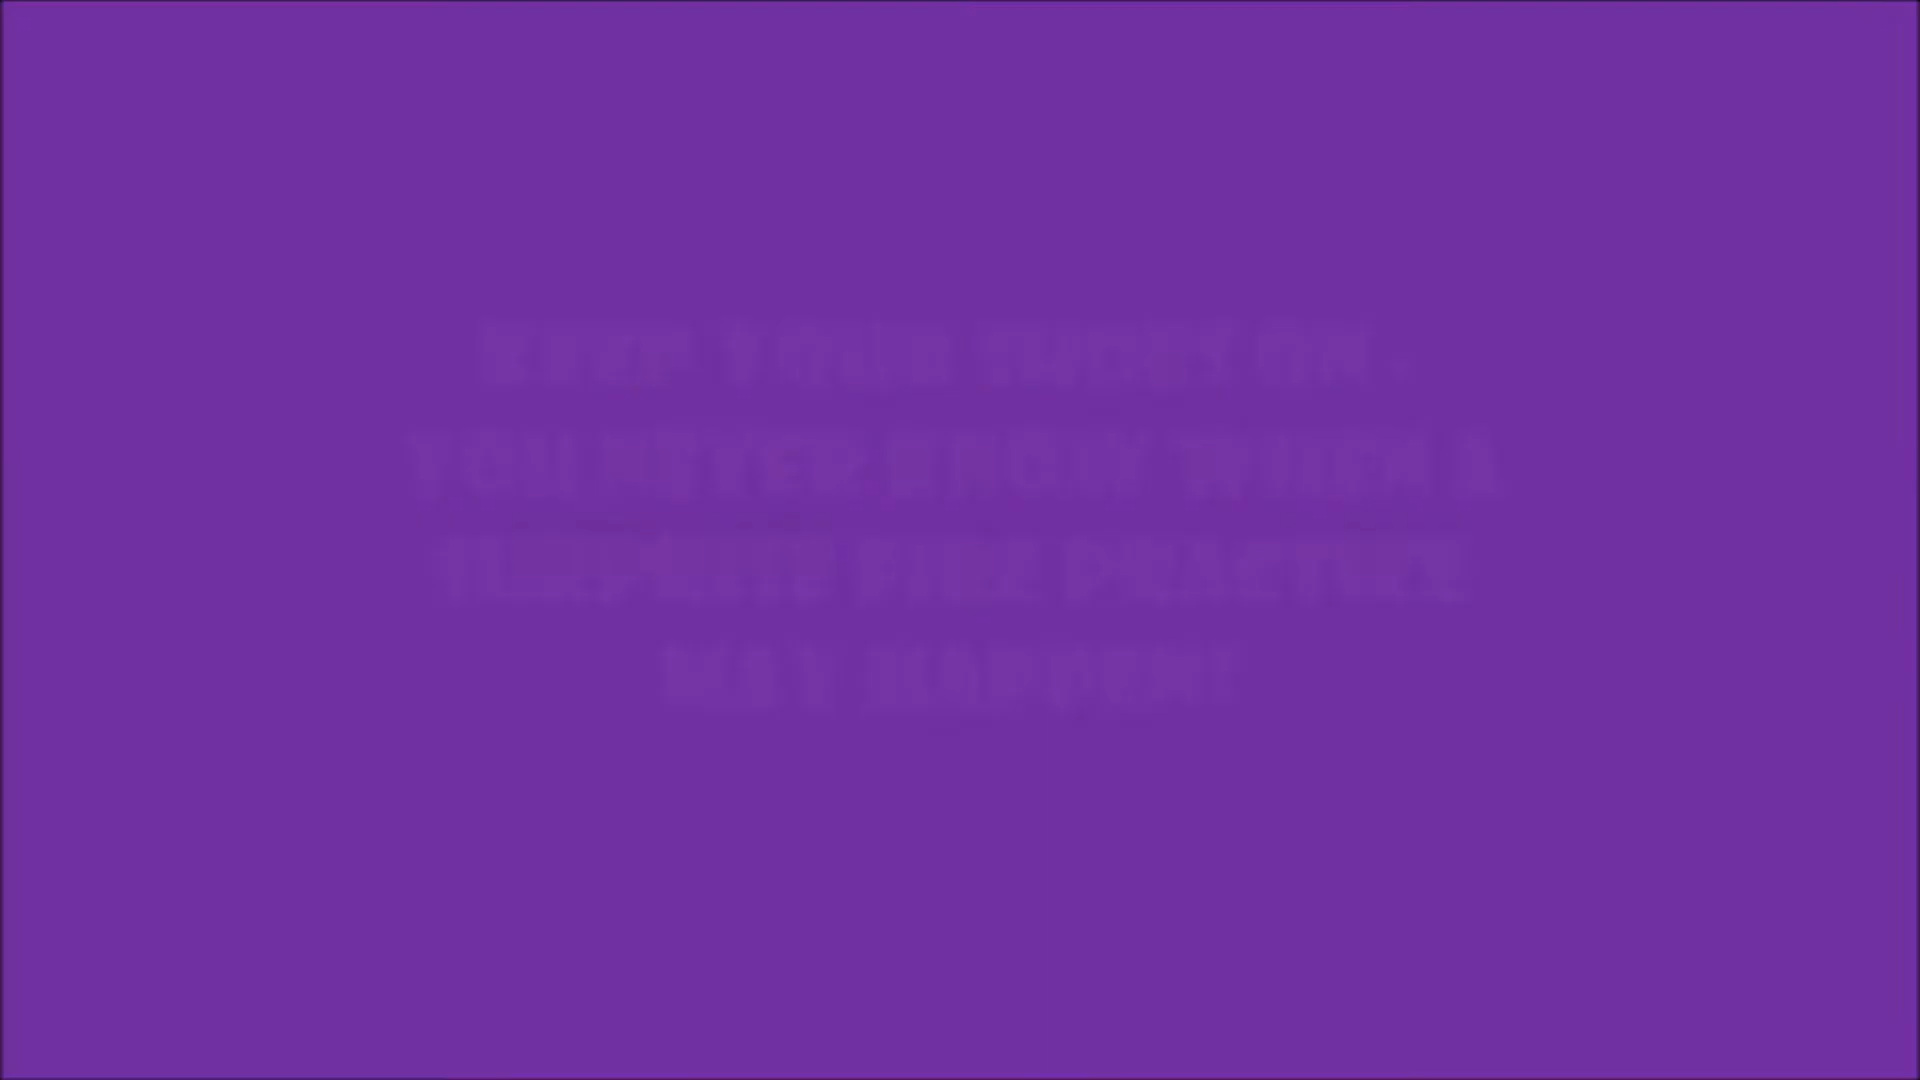 KEEP YOUR SHOES ON.
YOU NEVER KNOW WHEN A
SURPRISE FIRE PRACTICE
MAY HAPPEN!